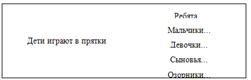 Дети играют в прятки
Ребята
Мальчики...
Девочки...
Сыновья...
Озорники...